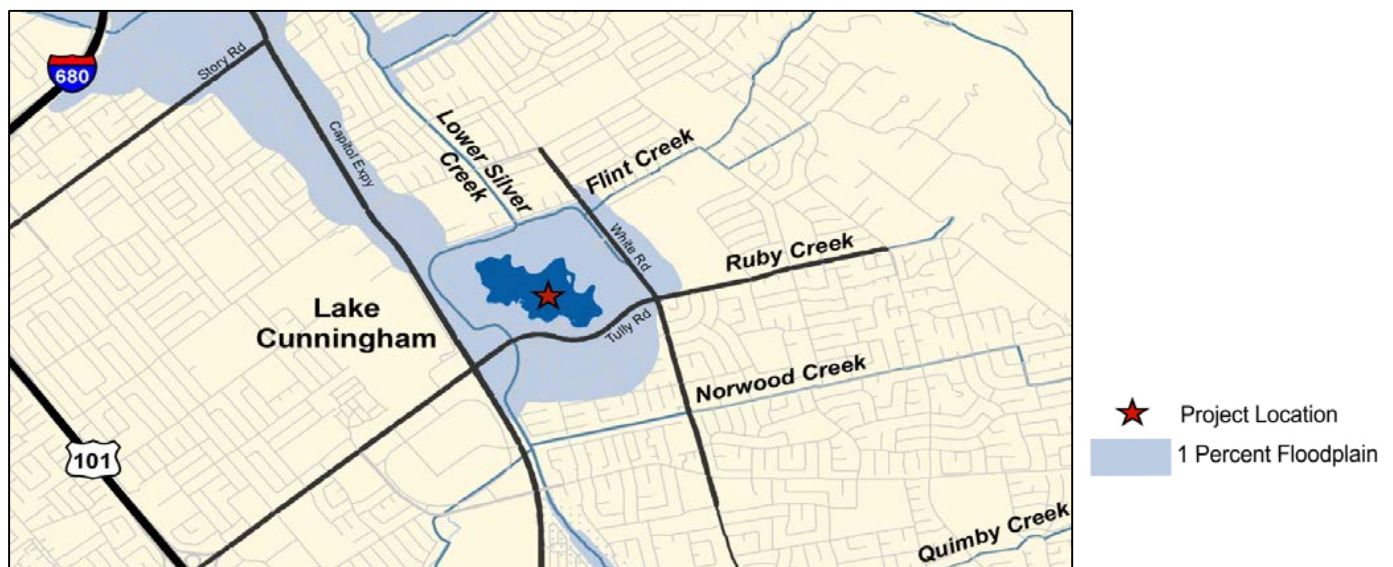 680
Story Rd
Capitol Expy
Lower Silver
Creek
Flint Creek
White Rd
Ruby Creek
Lake
Cunningham
Tully Rd
Norwood Creek
101
Quimby Creek
Project Location
1 Percent Floodplain